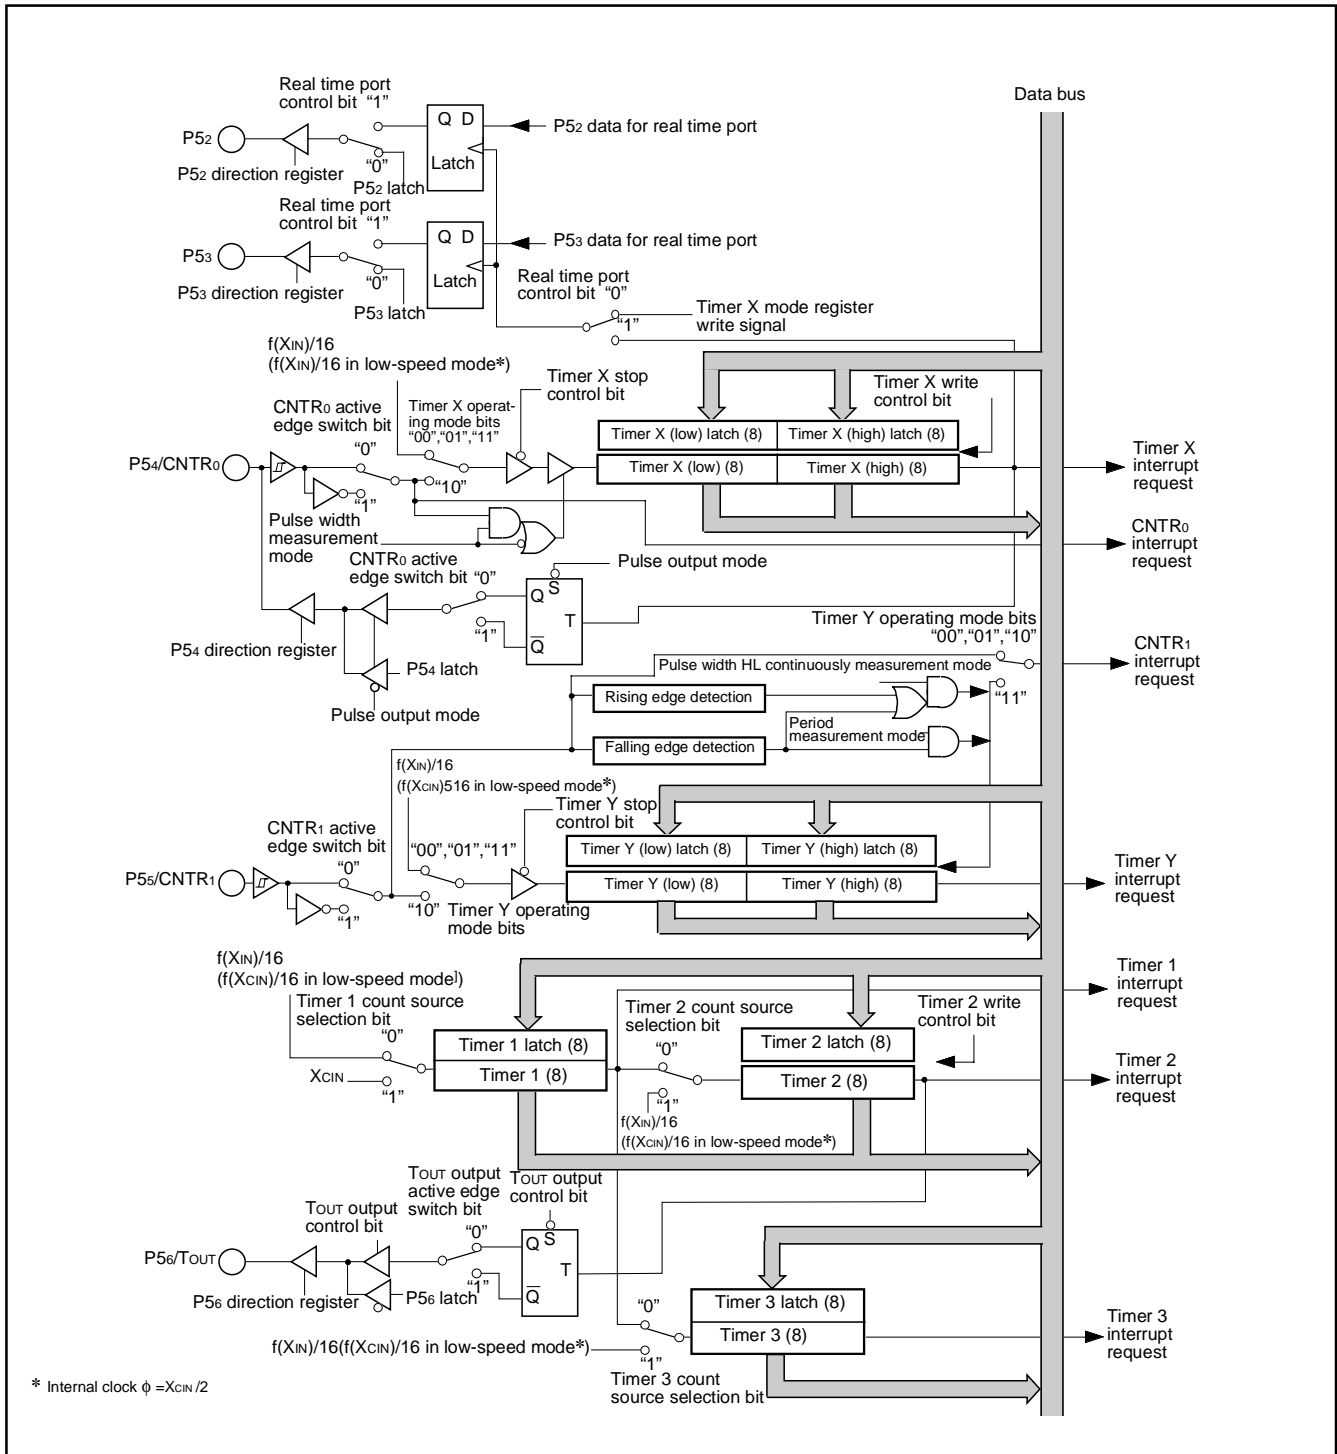 Data bus
Real time port
control bit “1”
Q D
P52 data for real time port
P52
“0”
Latch
P52 direction register
P52 latch
Real time port
control bit “1”
Q D
P53 data for real time port
P53
“0”
Latch
P53 direction register
P53 latch
Real time port
control bit “0”
“1”
Timer X mode register
write signal
f(XIN)/16
(f(XIN)/16 in low-speed mode*)
Timer X stop
control bit
Timer X write
control bit
CNTR0 active
edge switch bit
Timer X operat-
ing mode bits
“00”,“01”,“11”
“0”
Timer X (low) latch (8)
Timer X (high) latch (8)
P54/CNTR0
Timer X (low) (8)
Timer X (high) (8)
Timer X
interrupt
request
“10”
“1”
Pulse width
measurement
mode
CNTR0
interrupt
request
CNTR0 active
edge switch bit “0”
Pulse output mode
Q
S
T
“1”
Q
P54 direction register
P54 latch
Pulse output mode
Timer Y operating mode bits
“00”,“01”,“10”
CNTR1
interrupt
request
Pulse width HL continuously measurement mode
“11”
Rising edge detection
Period
measurement mode
Falling edge detection
f(XIN)/16
(f(XCIN)516 in low-speed mode*)
Timer Y stop
control bit
CNTR1 active
edge switch bit
“00”,“01”,“11”
“0”
Timer Y (low) latch (8)
Timer Y (high) latch (8)
P55/CNTR1
Timer Y (low) (8)
Timer Y (high) (8)
Timer Y
interrupt
request
“10”
“1”
Timer Y operating
mode bits
f(XIN)/16
(f(XCIN)/16 in low-speed mode])
Timer 1
interrupt
request
Timer 1 count source
selection bit
“0”
Timer 2 count source
selection bit
“0”
Timer 2 write
control bit
Timer 1 latch (8)
Timer 1 (8)
Timer 2 latch (8)
Timer 2 (8)
XCIN
“1”
“1”
f(XIN)/16
(f(XCIN)/16 in low-speed mode*)
Timer 2
interrupt
request
TOUT output
active edge
switch bit
TOUT output
control bit
TOUT output
control bit
“0”
Q
S
T
P56/TOUT
“1”
Q
P56 direction register
P56 latch
Timer 3 latch (8)
Timer 3 (8)
“0”
f(XIN)/16(f(XCIN)/16 in low-speed mode*)
“1”
Timer 3 count
source selection bit
Timer 3
interrupt
request
* Internal clock ϕ =XCIN /2